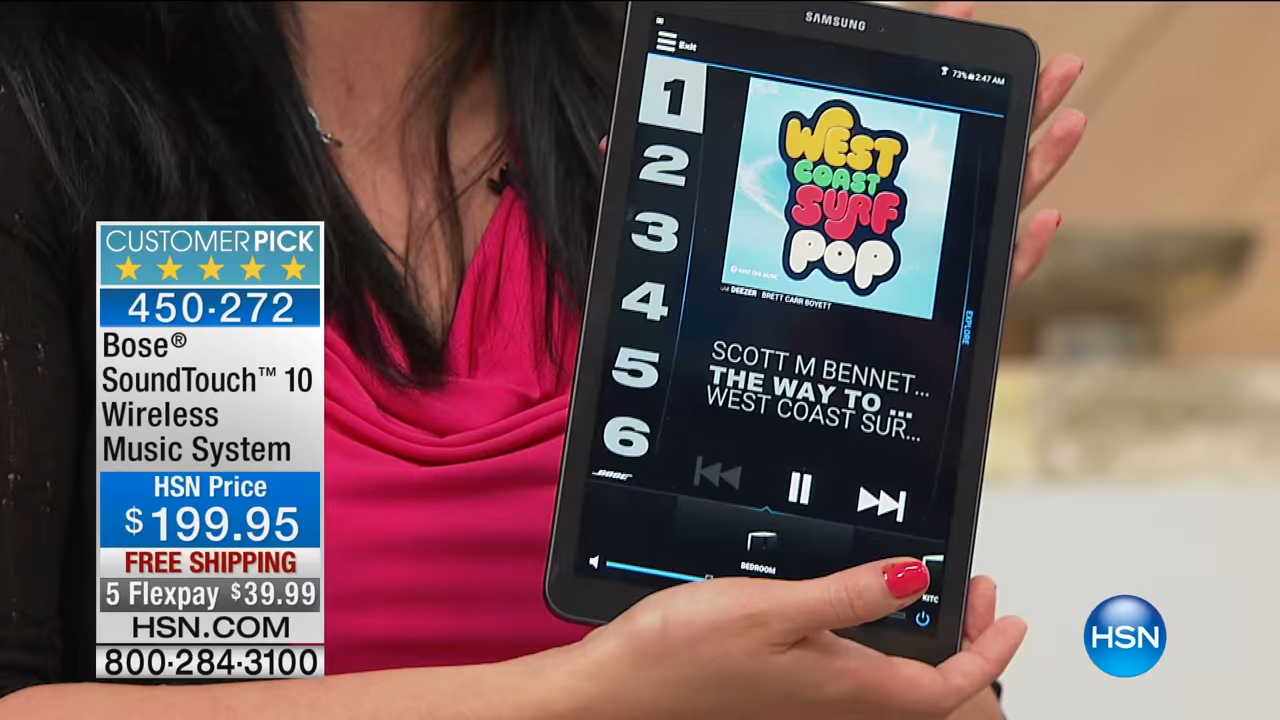 CUSTOMER PICK
450-272
Bose®
SoundTouch™ 10
Wireless
Music System
HSN Price
$199.95
FREE SHIPPING
5 Flexpay $39.99
HSN.COM
800-284-3100
SAMSUNG
Exit
73% 2:47 AM
1
2
3
4
5
6
WEST
COAST
SURF
POP
DEEZER BRETT CARR BOYETT
EXPLORE
SCOTT M BENNET...
THE WAY TO ...
WEST COAST SUR...
BOSE
BEDROOM
KITC
HSN